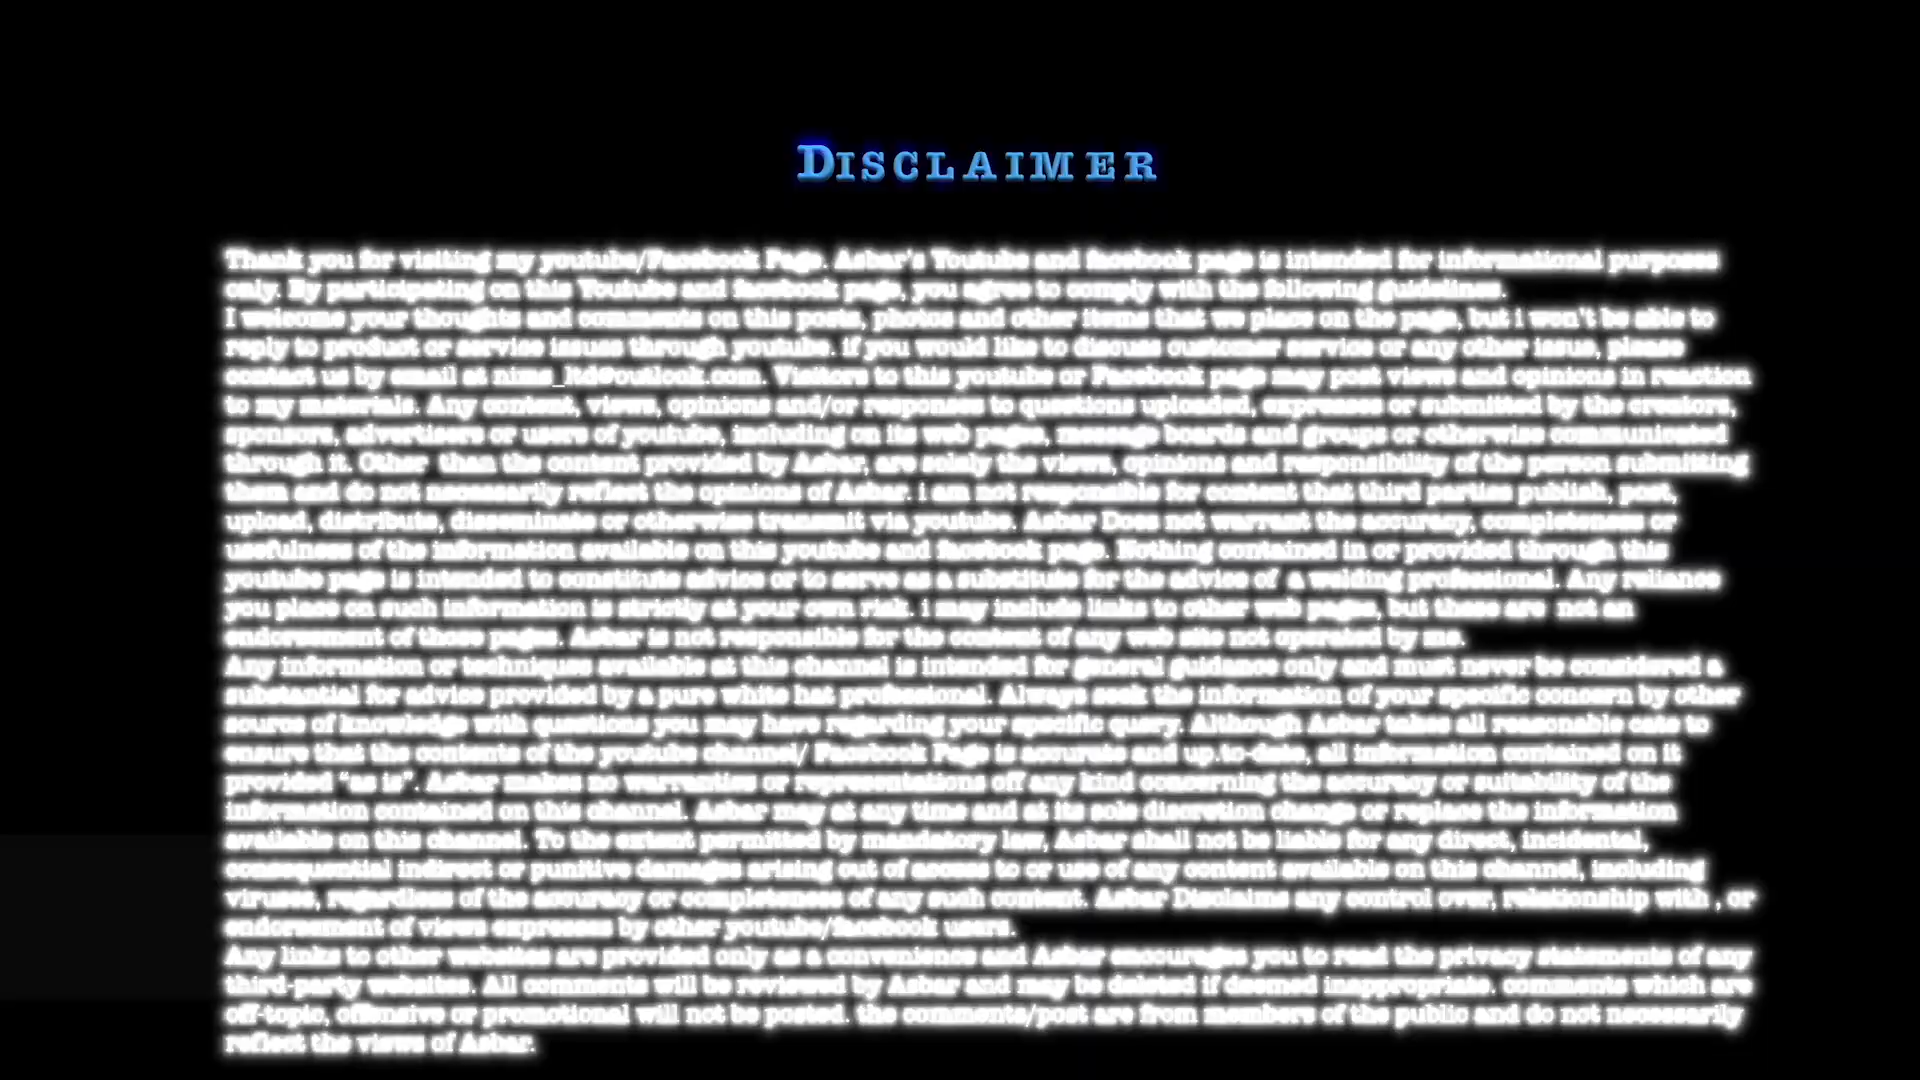 DISCLAIMER
Thank you for visiting my youtube/Facebook Page. Asbar's Youtube and facebook page is intended for informational purposes
only. By participating on this Youtube and facebook page, you agree to comply with the following guidelines.
I welcome your thoughts and comments on this posts, photos and other items that we place on the page, but i won't be able to
reply to product or service issues through youtube. if you would like to discuss customer service or any other issue, please
contact us by email at Visitors to this youtube or Facebook page may post views and opinions in reaction
to my materials. Any content, views, opinions and/or responses to questions uploaded, expresses or submitted by the creators,
sponsors, advertisers or users of youtube, including on its web pages, message boards and groups or otherwise communicated
through it. Other than the content provided by Asbar, are solely the views, opinions and responsibility of the person submitting
them and do not necessarily reflect the opinions of Asbar. i am not responsible for content that third parties publish, post,
upload, distribute, disseminate or otherwise transmit via youtube. Asbar Does not warrant the accuracy, completeness or
usefulness of the information available on this youtube and facebook page. Nothing contained in or provided through this
youtube page is intended to constitute advice or to serve as a substitute for the advice of a welding professional. Any reliance
you place on such information is strictly at your own risk. i may include links to other web pages, but these are not an
endorsement of those pages. Asbar is not responsible for the content of any web site not operated by me.
Any information or techniques available at this channel is intended for general guidance only and must never be considered a
substantial for advice provided by a pure white hat professional. Always seek the information of your specific concern by other
source of knowledge with questions you may have regarding your specific query. Although Asbar takes all reasonable care to
ensure that the contents of the youtube channel/ Facebook Page is accurate and up.to-date, all information contained on it
provided "is if". Asbar makes no warranties or representations off any kind concerning the accuracy or suitability of the
information contained on this channel. Asbar may at any time and at its sole discretion change or replace the information
available on this channel. To the extent permitted by mandatory law, Asbar shall not be liable for any direct, incidental,
consequential indirect or punitive damages arising out of access to or use of any content available on this channel, including
viruses, regardless of the accuracy or completeness of any such content. Asbar Disclaims any control over, relationship with , or
endorsement of views expresses by other youtube/facebook users.
Any links to other websites are provided only as a convenience and Asbar encourages you to read the privacy statements of any
third-party websites. All comments will be reviewed by Asbar and may be deleted if deemed inappropriate. comments which are
off-topic, offensive or promotional will not be posted. the comments/post are from members of the public and do not necessarily
reflect the views of Asbar.